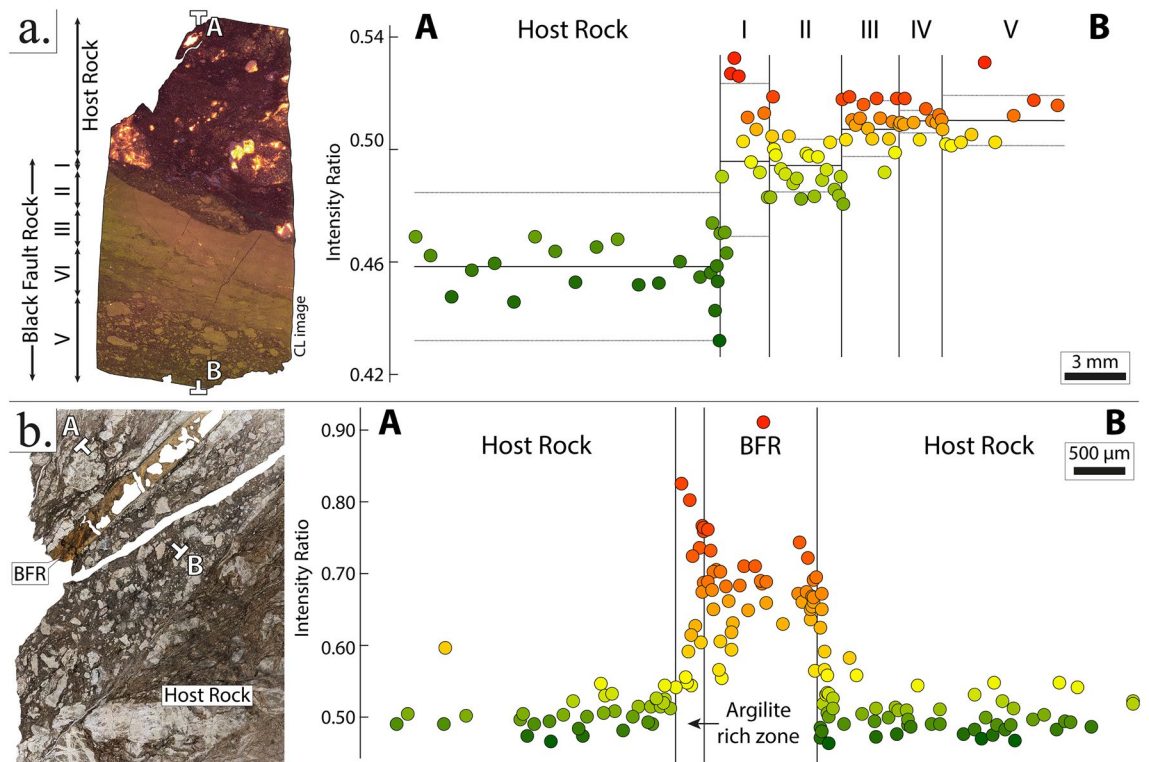 a.
A
B
Host Rock
Black Fault Rock
I
II
III
VI
V
CL image
A
Host Rock
I
II
III
IV
V
B
Intensity Ratio
0.54
0.50
0.46
0.42
3 mm
b.
A
B
BFR
Host Rock
A
Host Rock
BFR
Host Rock
B
500 µm
Intensity Ratio
0.90
0.80
0.70
0.60
0.50
Argilite
rich zone